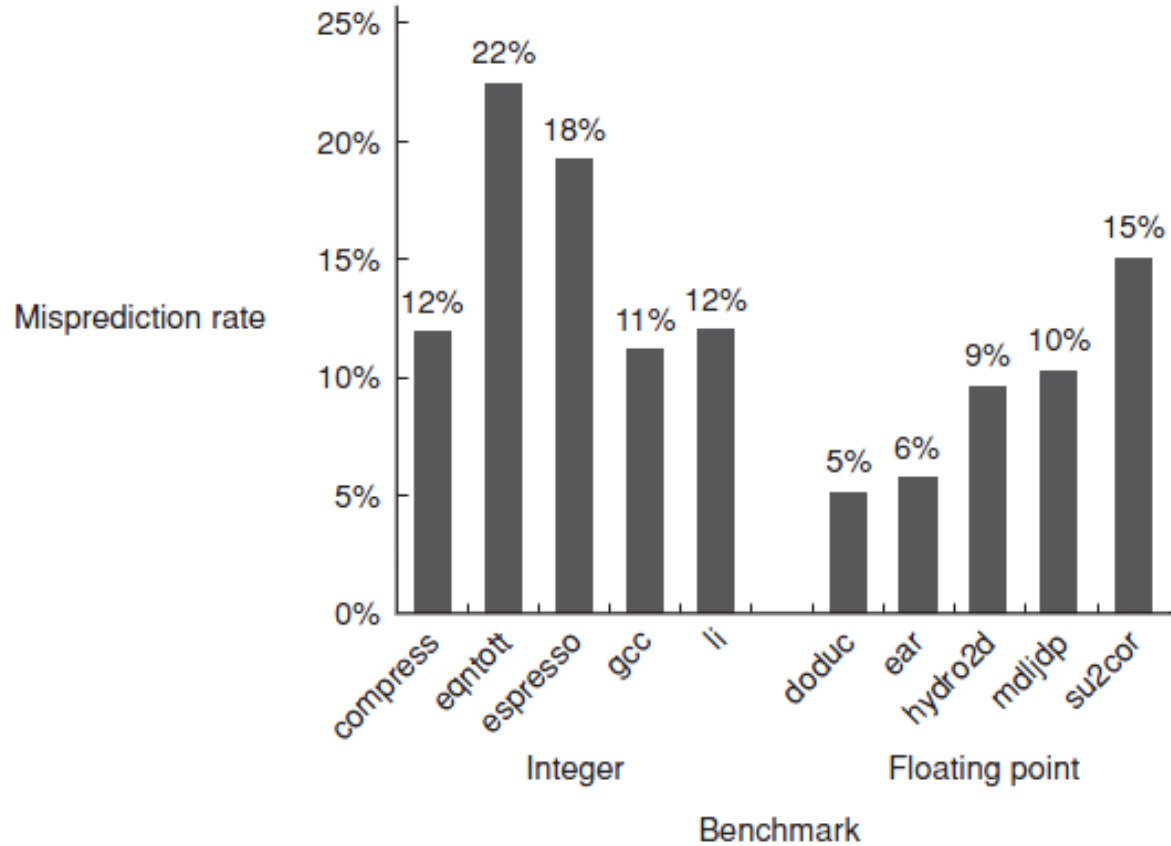 25%
20%
15%
10%
5%
0%
Misprediction rate
12%
22%
18%
11%
12%
5%
6%
9%
10%
15%
compress
eqntott
espresso
gcc
li
doduc
ear
hydro2d
mdljdp
su2cor
Integer
Floating point
Benchmark